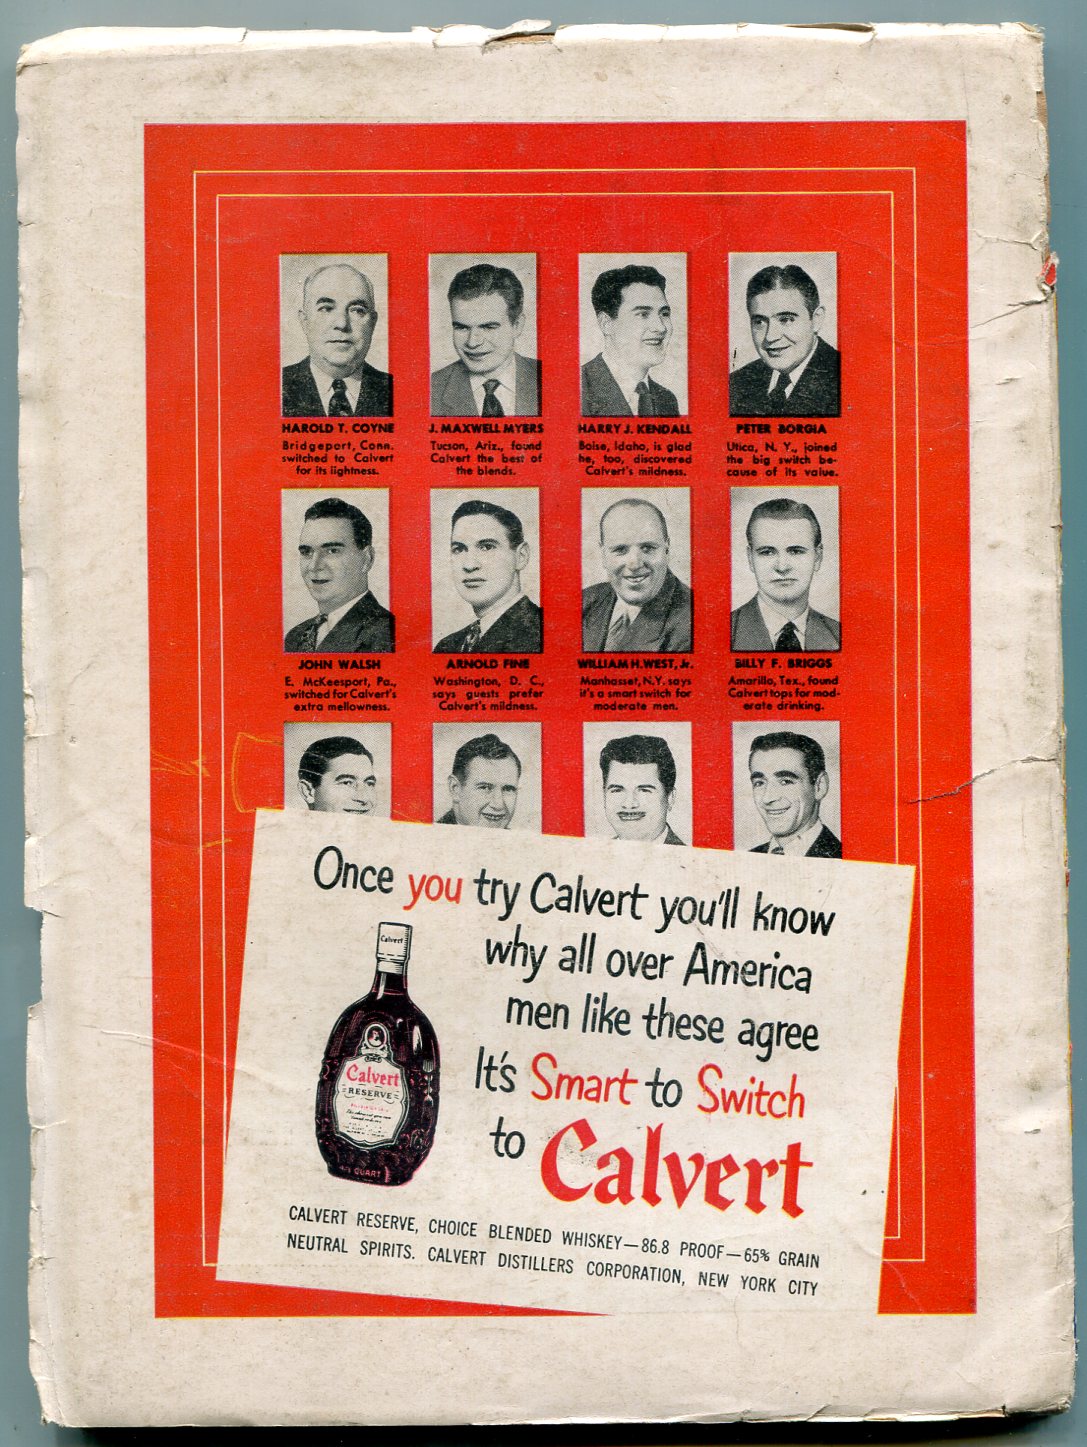 HAROLD T. COYNE
Bridgeport, Conn.
switched to Calvert
for its lightness.
J. MAXWELL MYERS
Tucson, Ariz., found
Calvert the best of
the blends.
HARRY J. KENDALL
Boise, Idaho, is glad
he, too, discovered
Calvert's mildness.
PETER BORGIA
Utica, N. Y., joined
the big switch be-
cause of its value.
JOHN WALSH
E. McKeesport, Pa.,
switched for Calvert's
extra mellowness.
ARNOLD FINE
Washington, D. C.,
says guests prefer
Calvert's mildness.
WILLIAM H. WEST, Jr.
Manhasset, N.Y. says
it's a smart switch for
moderate men.
BILLY F. BRIGGS
Amarillo, Tex., found
Calvert tops for mod-
erate drinking.
Once you try Calvert you'll know
why all over America
men like these agree
It's Smart to Switch
to Calvert
Calvert
Calvert
RESERVE
4/5 QUART
CALVERT RESERVE, CHOICE BLENDED WHISKEY—86.8 PROOF—65% GRAIN
NEUTRAL SPIRITS. CALVERT DISTILLERS CORPORATION, NEW YORK CITY